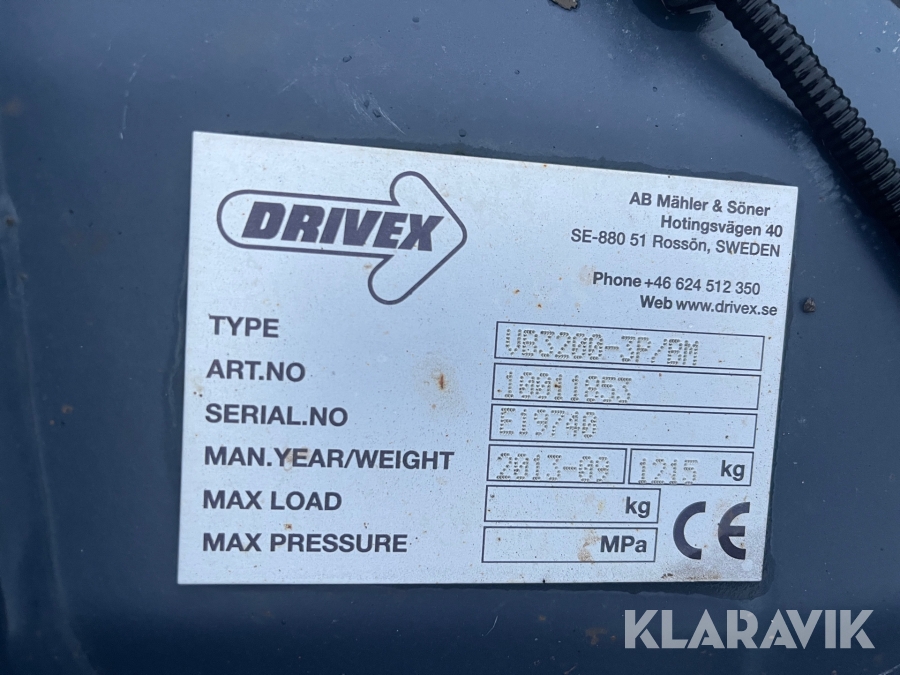 DRIVEX
AB Mähler & Söner
Hotingsvägen 40
SE-880 51 Rossön, SWEDEN
Phone +46 624 512 350
Web www.drivex.se
TYPE VB3200-3P/BM
ART.NO 10011053
SERIAL.NO E19740
MAN.YEAR/WEIGHT 2013-09 1215 kg
MAX LOAD kg
MAX PRESSURE MPa
CE
KLARAVIK